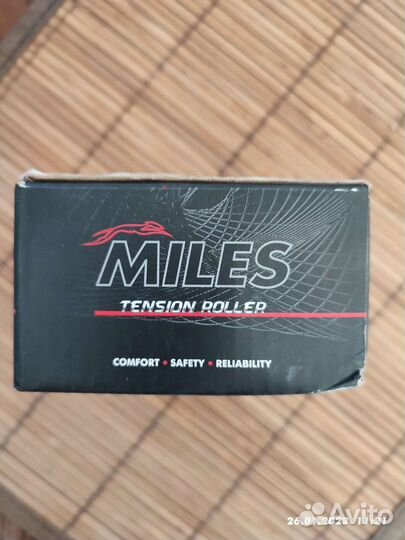 MILES
TENSION ROLLER
COMFORT • SAFETY • RELIABILITY
Avito